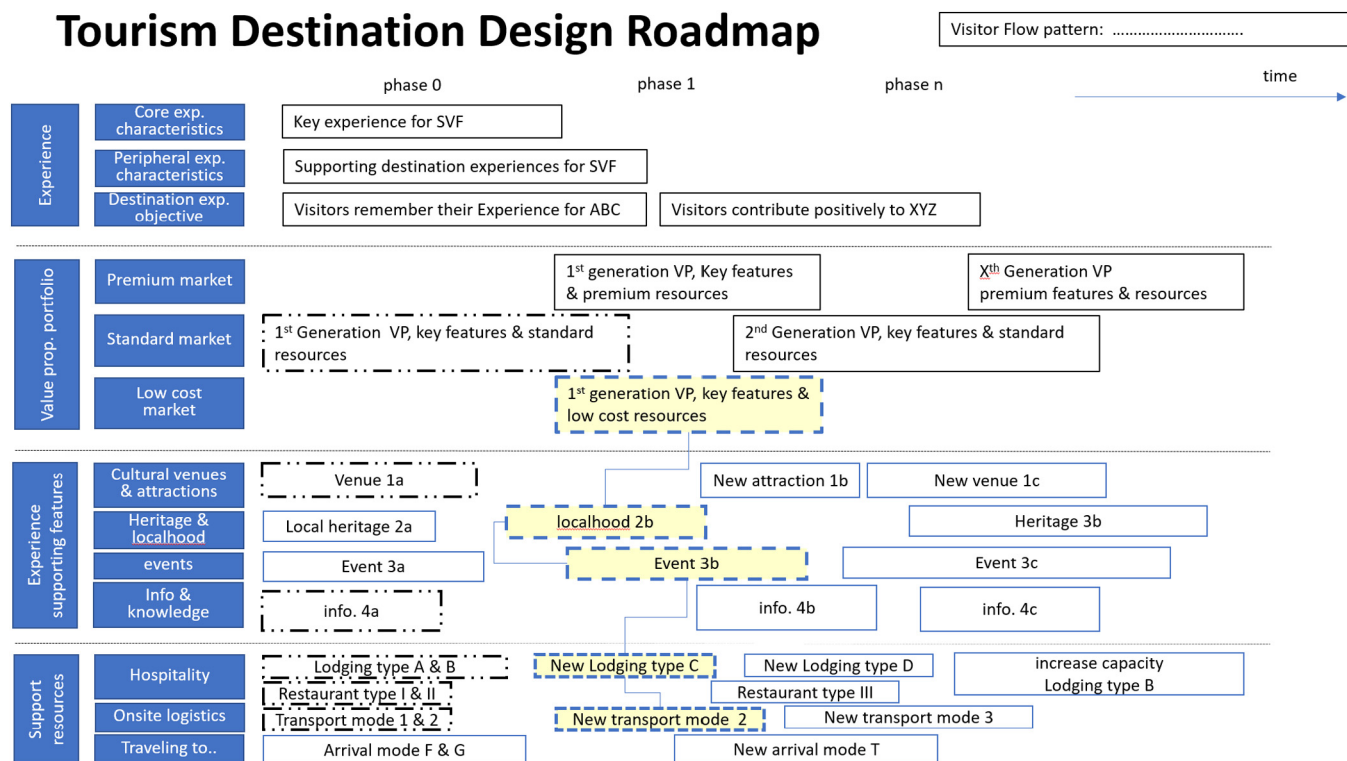 Tourism Destination Design Roadmap
Visitor Flow pattern: ................................
phase 0
phase 1
phase n
time
Experience
Core exp.
characteristics
Key experience for SVF
Peripheral exp.
characteristics
Supporting destination experiences for SVF
Destination exp.
objective
Visitors remember their Experience for ABC
Visitors contribute positively to XYZ
Value prop. portfolio
Premium market
1st generation VP, Key features
& premium resources
Xth Generation VP
premium features & resources
Standard market
1st Generation VP, key features & standard
resources
2nd Generation VP, key features & standard
resources
Low cost
market
1st generation VP, key features &
low cost resources
Experience
supporting features
Cultural venues
& attractions
Venue 1a
New attraction 1b
New venue 1c
Heritage &
localhood
Local heritage 2a
localhood 2b
Heritage 3b
events
Event 3a
Event 3b
Event 3c
Info &
knowledge
info. 4a
info. 4b
info. 4c
Support
resources
Hospitality
Lodging type A & B
New Lodging type C
New Lodging type D
increase capacity
Lodging type B
Restaurant type I & II
Restaurant type III
Onsite logistics
Transport mode 1 & 2
New transport mode 2
New transport mode 3
Traveling to..
Arrival mode F & G
New arrival mode T